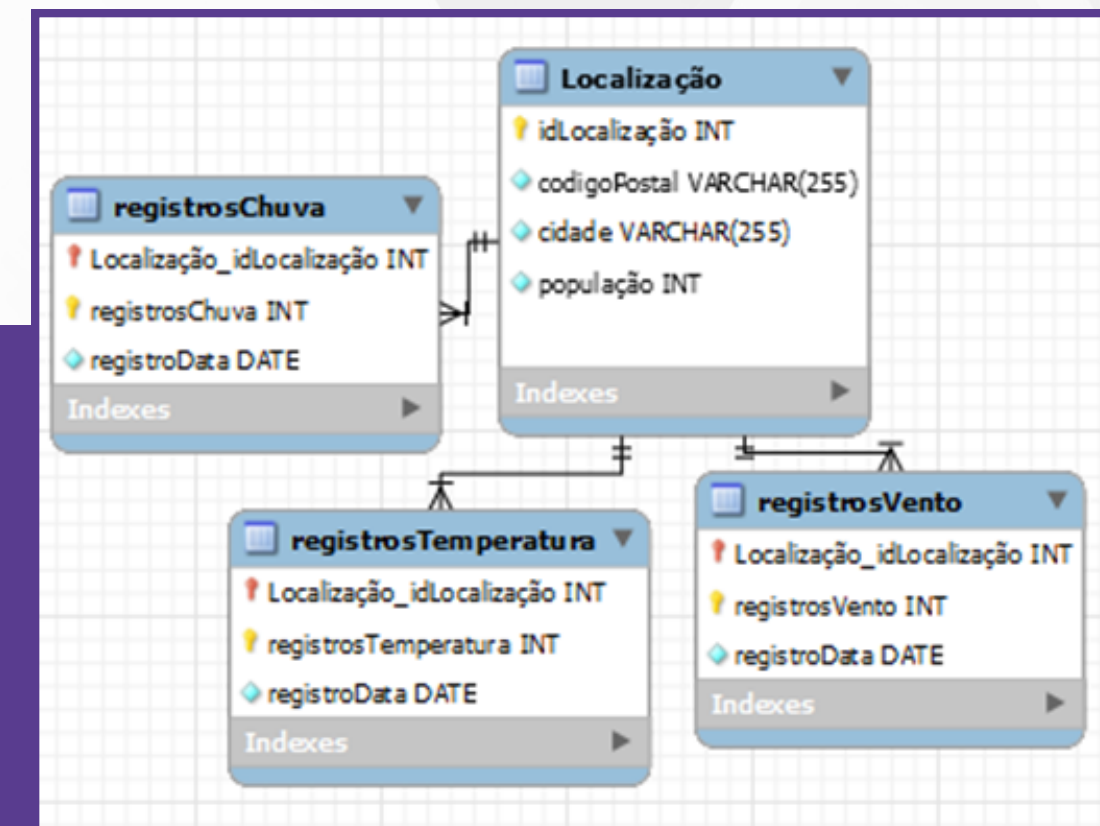 Localização
idLocalização INT
codigoPostal VARCHAR(255)
cidade VARCHAR(255)
população INT
Indexes
registrosChuva
Localização_idLocalização INT
registrosChuva INT
registroData DATE
Indexes
registrosTemperatura
Localização_idLocalização INT
registrosTemperatura INT
registroData DATE
Indexes
registrosVento
Localização_idLocalização INT
registrosVento INT
registroData DATE
Indexes